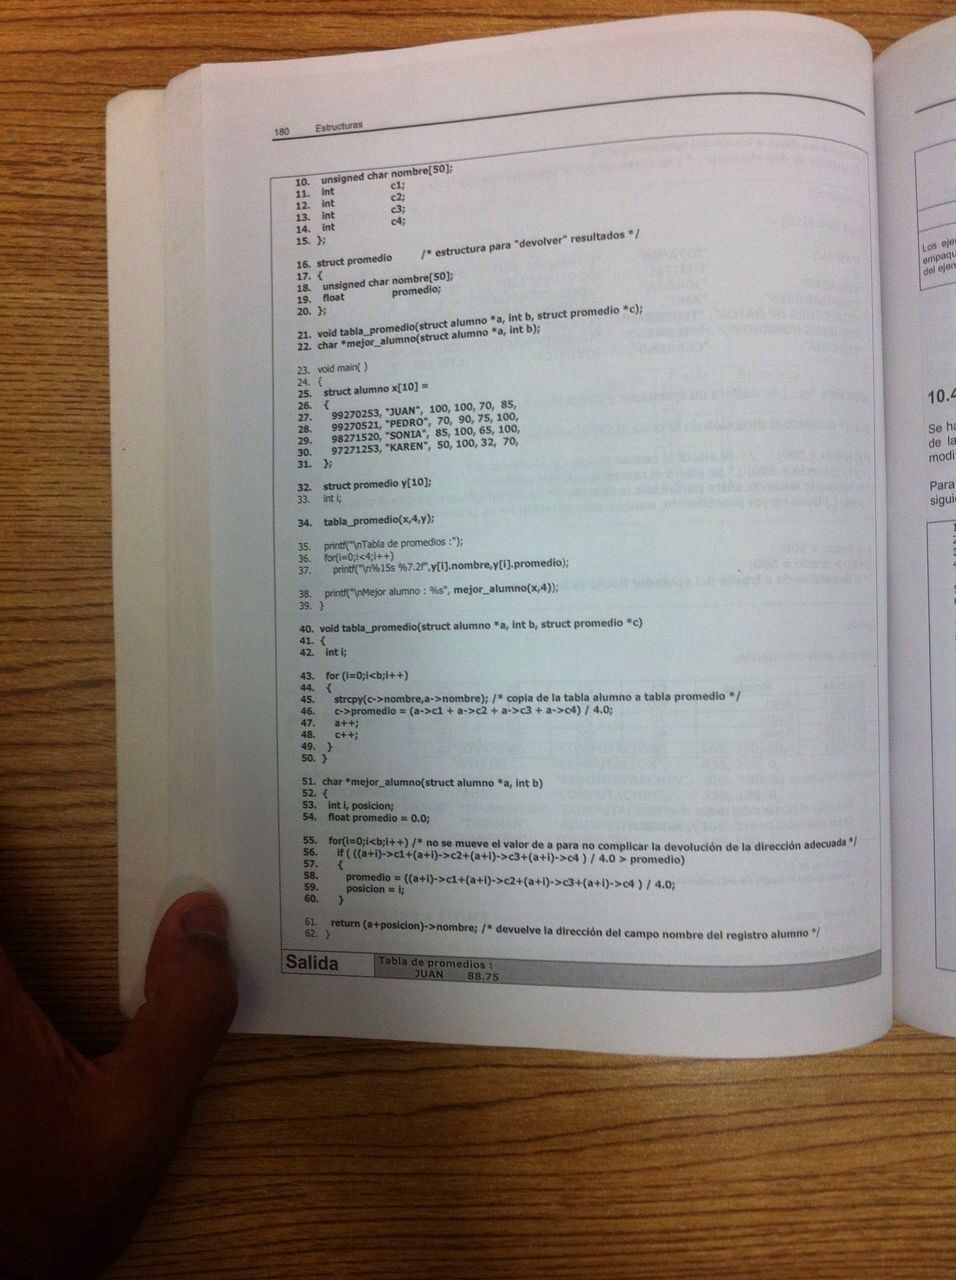 180 Estructuras
10. unsigned char nombre[50];
11. int c1;
12. int c2;
13. int c3;
14. int c4;
15. };
16. struct promedio /* estructura para "devolver" resultados */
17. {
18. unsigned char nombre[50];
19. float promedio;
20. };
21. void tabla_promedio(struct alumno *a, int b, struct promedio *c);
22. char *mejor_alumno(struct alumno *a, int b);
23. void main( )
24. {
25. struct alumno x[10] =
26. {
27. 99270253, "JUAN", 100, 100, 70, 85,
28. 99270521, "PEDRO", 70, 90, 75, 100,
29. 98271520, "SONIA", 85, 100, 65, 100,
30. 97271253, "KAREN", 50, 100, 32, 70,
31. };
32. struct promedio y[10];
33. int i;
34. tabla_promedio(x,4,y);
35. printf("\nTabla de promedios :");
36. for(i=0;i<4;i++)
37. printf("\n%15s %7.2f",y[i].nombre,y[i].promedio);
38. printf("\nMejor alumno : %s", mejor_alumno(x,4));
39. }
40. void tabla_promedio(struct alumno *a, int b, struct promedio *c)
41. {
42. int i;
43. for (i=0;i<b;i++)
44. {
45. strcpy(c->nombre,a->nombre); /* copia de la tabla alumno a tabla promedio */
46. c->promedio = (a->c1 + a->c2 + a->c3 + a->c4) / 4.0;
47. a++;
48. c++;
49. }
50. }
51. char *mejor_alumno(struct alumno *a, int b)
52. {
53. int i, posicion;
54. float promedio = 0.0;
55. for(i=0;i<b;i++) /* no se mueve el valor de a para no complicar la devolución de la dirección adecuada */
56. if ( ((a+i)->c1+(a+i)->c2+(a+i)->c3+(a+i)->c4 ) / 4.0 > promedio)
57. {
58. promedio = ((a+i)->c1+(a+i)->c2+(a+i)->c3+(a+i)->c4 ) / 4.0;
59. posicion = i;
60. }
61. return (a+posicion)->nombre; /* devuelve la dirección del campo nombre del registro alumno */
62. }
Salida
Tabla de promedios :
JUAN 88.75
Los
del
10.4
Se
de la
Para